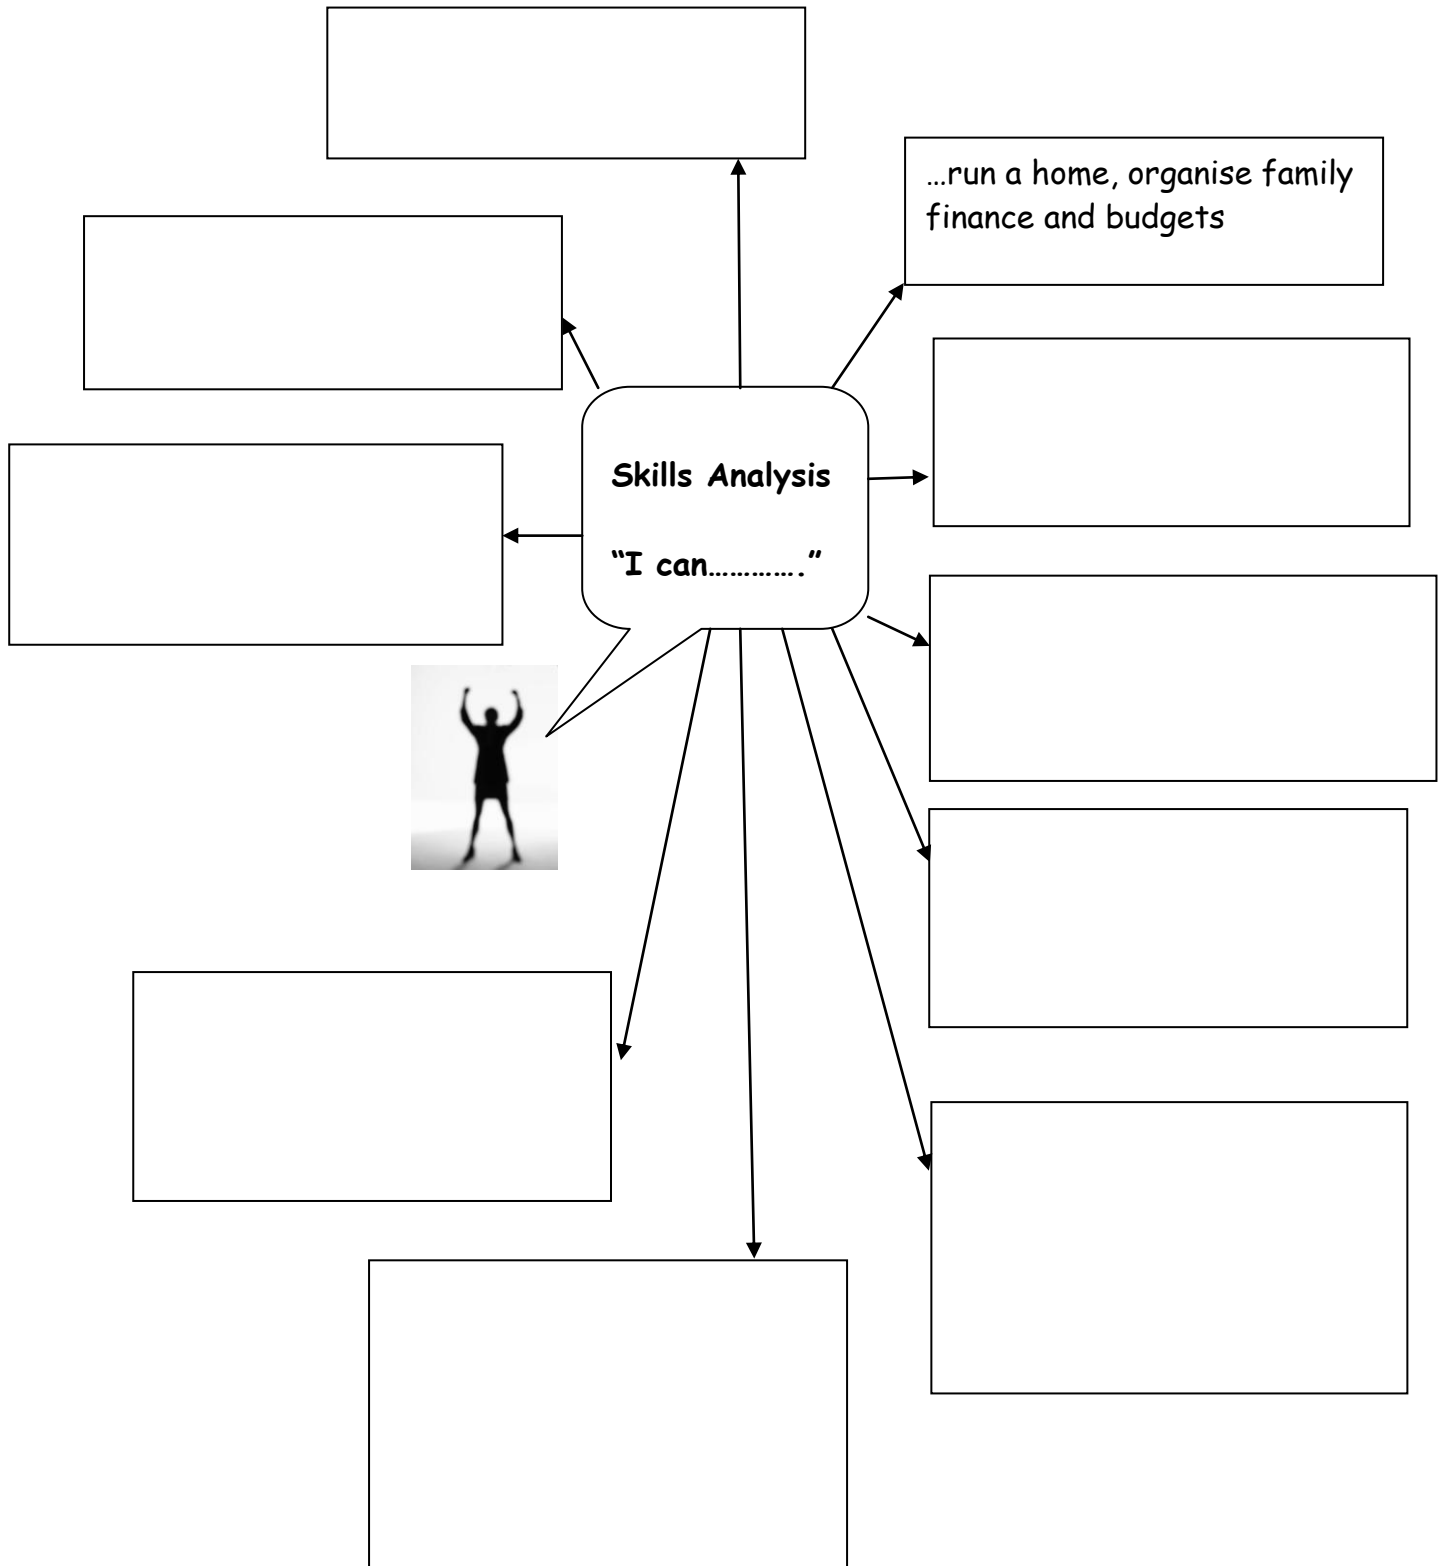 …run a home, organise family
finance and budgets
Skills Analysis
“I can………….”